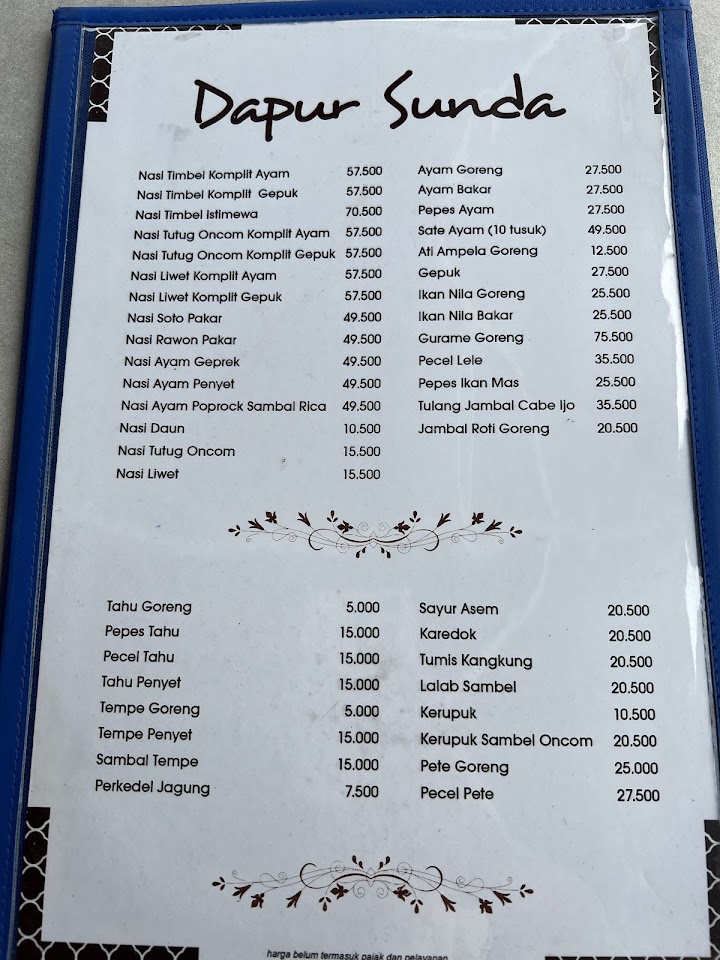 Dapur Sunda
Nasi Timbel Komplit Ayam 57.500
Nasi Timbel Komplit Gepuk 57.500
Nasi Timbel Istimewa 70.500
Nasi Tutug Oncom Komplit Ayam 57.500
Nasi Tutug Oncom Komplit Gepuk 57.500
Nasi Liwet Komplit Ayam 57.500
Nasi Liwet Komplit Gepuk 57.500
Nasi Soto Pakar 49.500
Nasi Rawon Pakar 49.500
Nasi Ayam Geprek 49.500
Nasi Ayam Penyet 49.500
Nasi Ayam Poprock Sambal Rica 49.500
Nasi Daun 10.500
Nasi Tutug Oncom 15.500
Nasi Liwet 15.500
Ayam Goreng 27.500
Ayam Bakar 27.500
Pepes Ayam 27.500
Sate Ayam (10 tusuk) 49.500
Ati Ampela Goreng 12.500
Gepuk 27.500
Ikan Nila Goreng 25.500
Ikan Nila Bakar 25.500
Gurame Goreng 75.500
Pecel Lele 35.500
Pepes Ikan Mas 25.500
Tulang Jambal Cabe Ijo 35.500
Jambal Roti Goreng 20.500
Tahu Goreng 5.000
Pepes Tahu 15.000
Pecel Tahu 15.000
Tahu Penyet 15.000
Tempe Goreng 5.000
Tempe Penyet 15.000
Sambal Tempe 15.000
Perkedel Jagung 7.500
Sayur Asem 20.500
Karedok 20.500
Tumis Kangkung 20.500
Lalab Sambel 20.500
Kerupuk 10.500
Kerupuk Sambel Oncom 20.500
Pete Goreng 25.000
Pecel Pete 27.500
harga belum termasuk pajak dan pelayanan